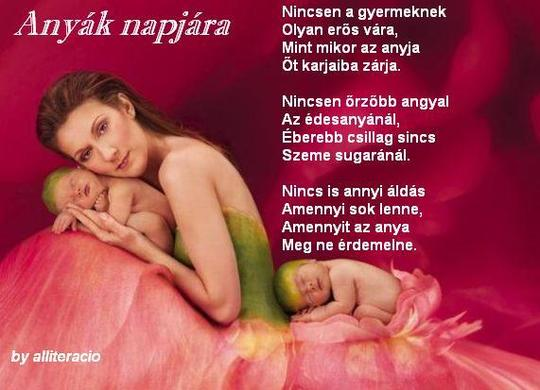 Anyák napjára
Nincsen a gyermeknek
Olyan erős vára,
Mint mikor az anyja
Őt karjaiba zárja.
Nincsen őrzőbb angyal
Az édesanyánál,
Éberebb csillag sincs
Szeme sugaránál.
Nincs is annyi áldás
Amennyi sok lenne,
Amennyit az anya
Meg ne érdemelne.
by alliteracio